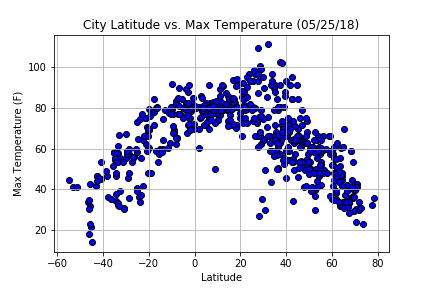 City Latitude vs. Max Temperature (05/25/18)
100
80
60
40
20
Max Temperature (F)
−60 −40 −20 0 20 40 60 80
Latitude